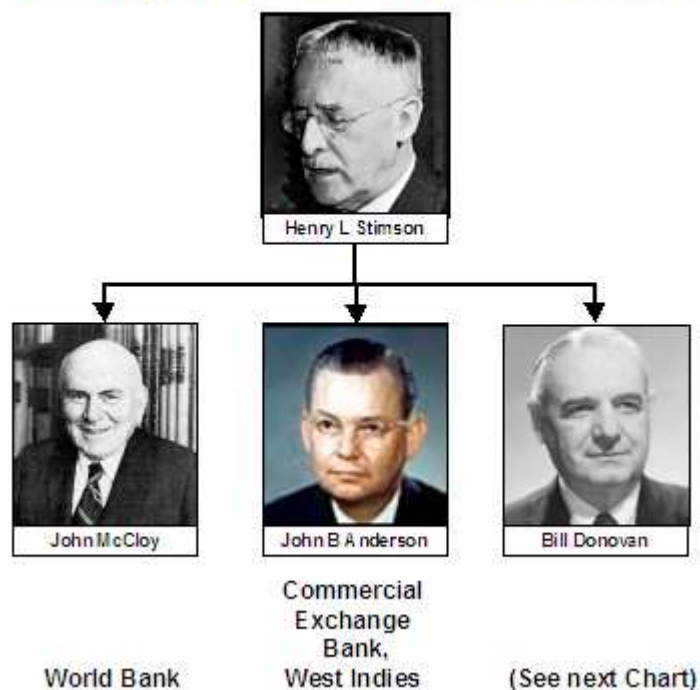 Henry L Stimson
John McCloy
John B Anderson
Bill Donovan
Commercial
Exchange
Bank,
World Bank
West Indies
(See next Chart)